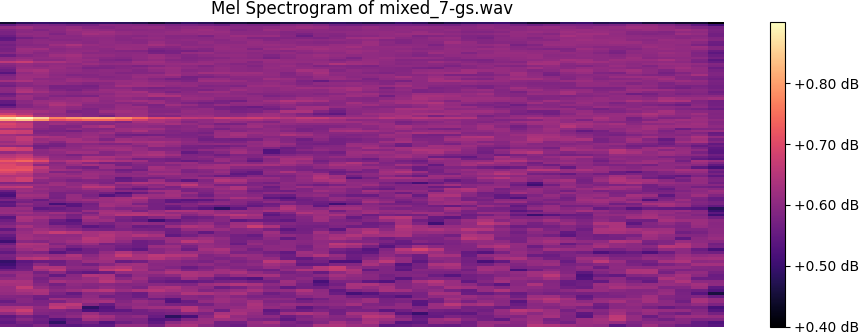 Mel Spectrogram of mixed_7-gs.wav
+0.80 dB
+0.70 dB
+0.60 dB
+0.50 dB
+0.40 dB